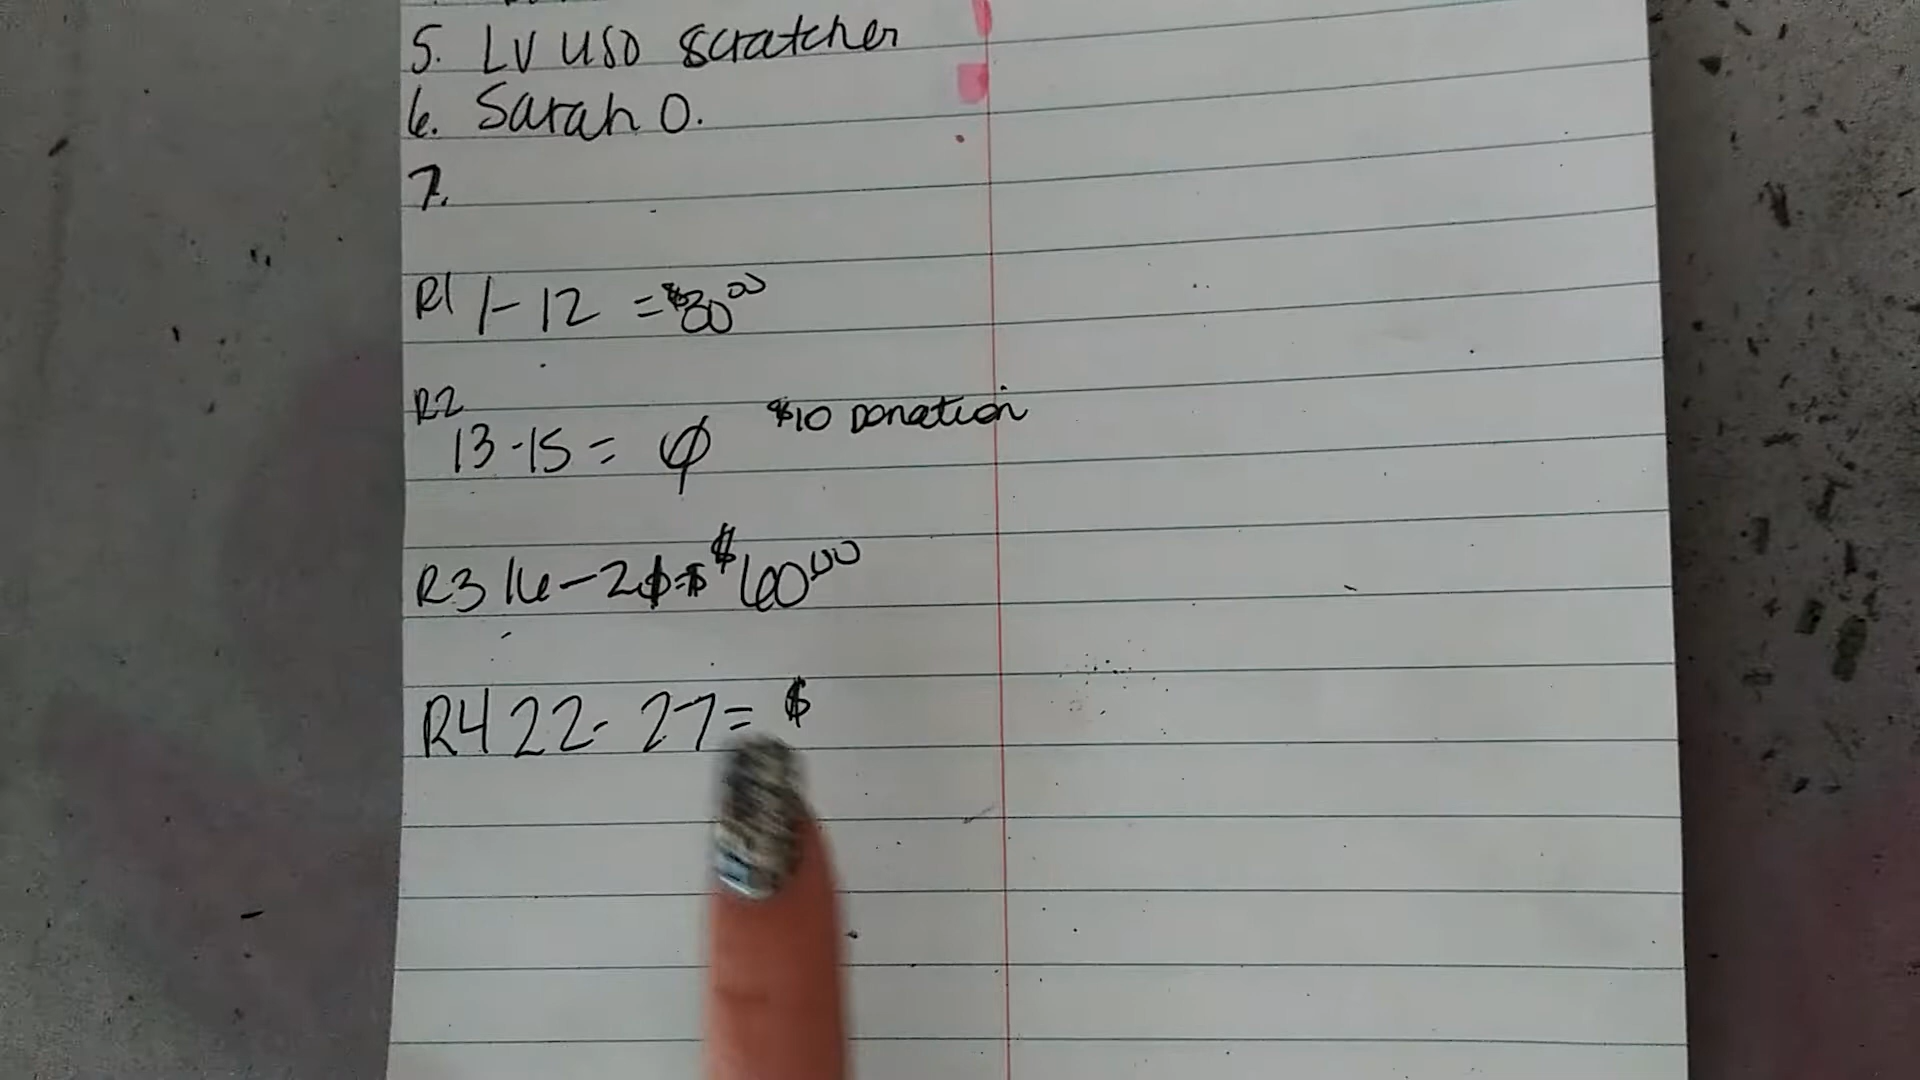 5. LV USO Scratcher
6. Sarah O.
7.
R1 1-12 = $80.00
R2
13-15 = $10 Donation
R3 16-21 = $60.00
R4 22-27= $